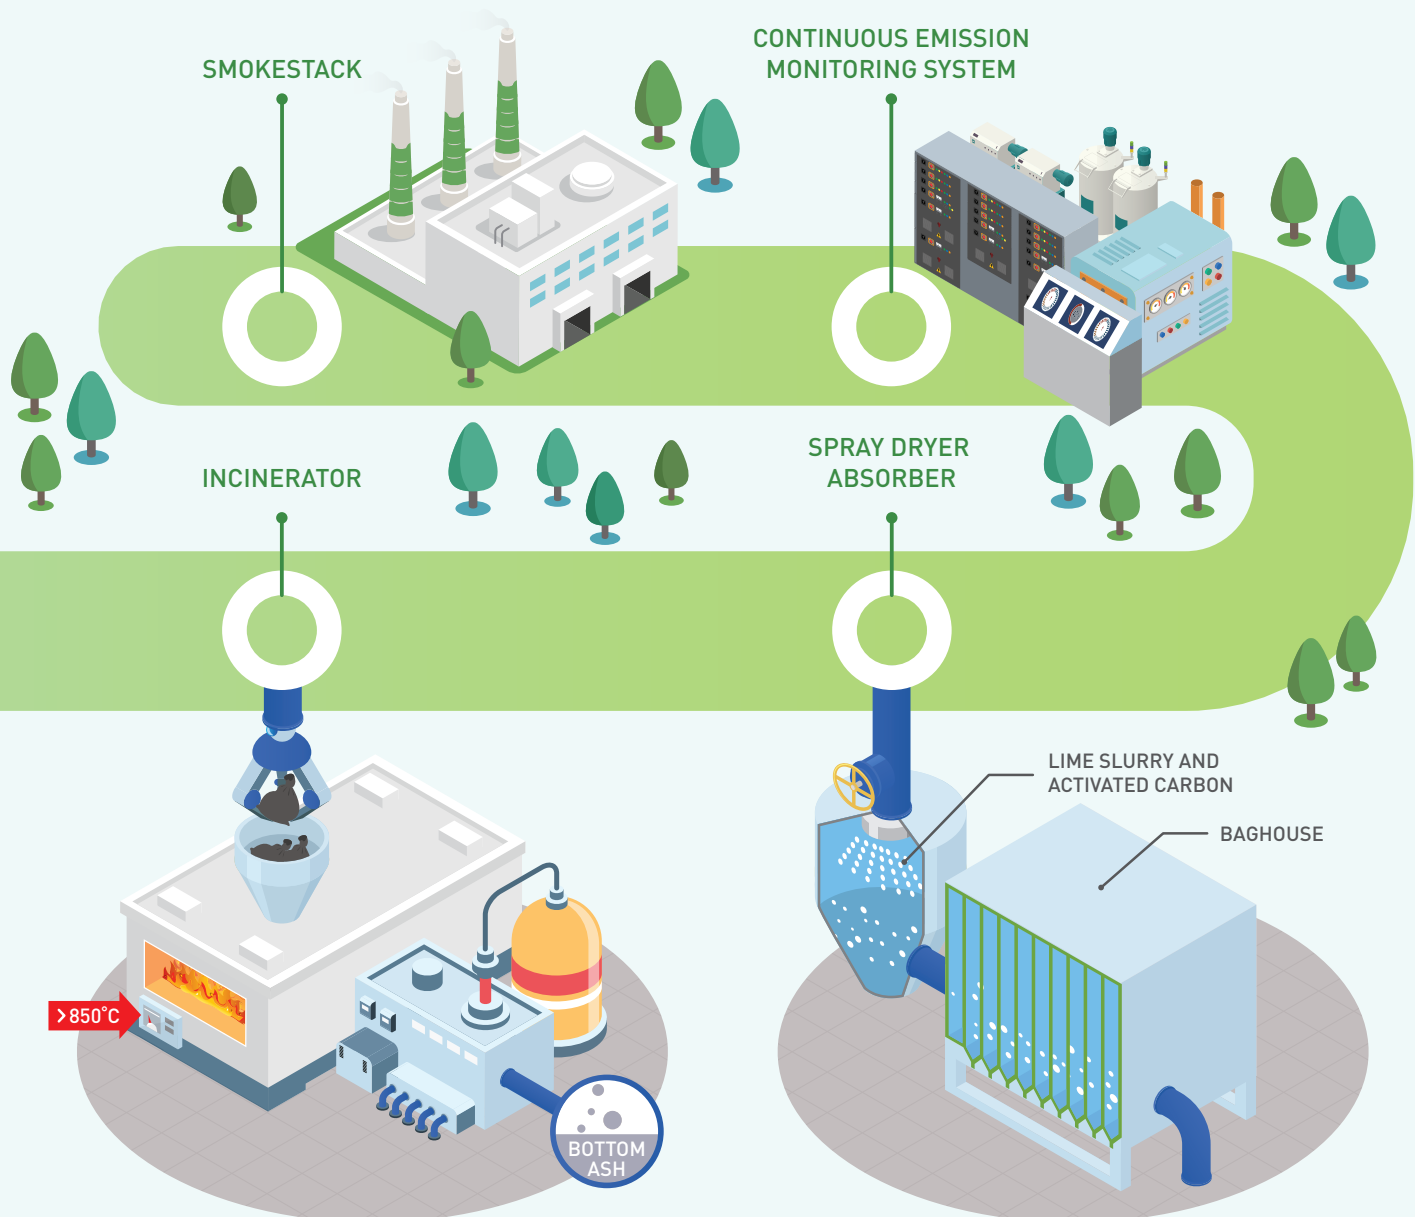 SMOKESTACK
CONTINUOUS EMISSION
MONITORING SYSTEM
INCINERATOR
SPRAY DRYER
ABSORBER
LIME SLURRY AND
ACTIVATED CARBON
BAGHOUSE
>850°C
BOTTOM
ASH